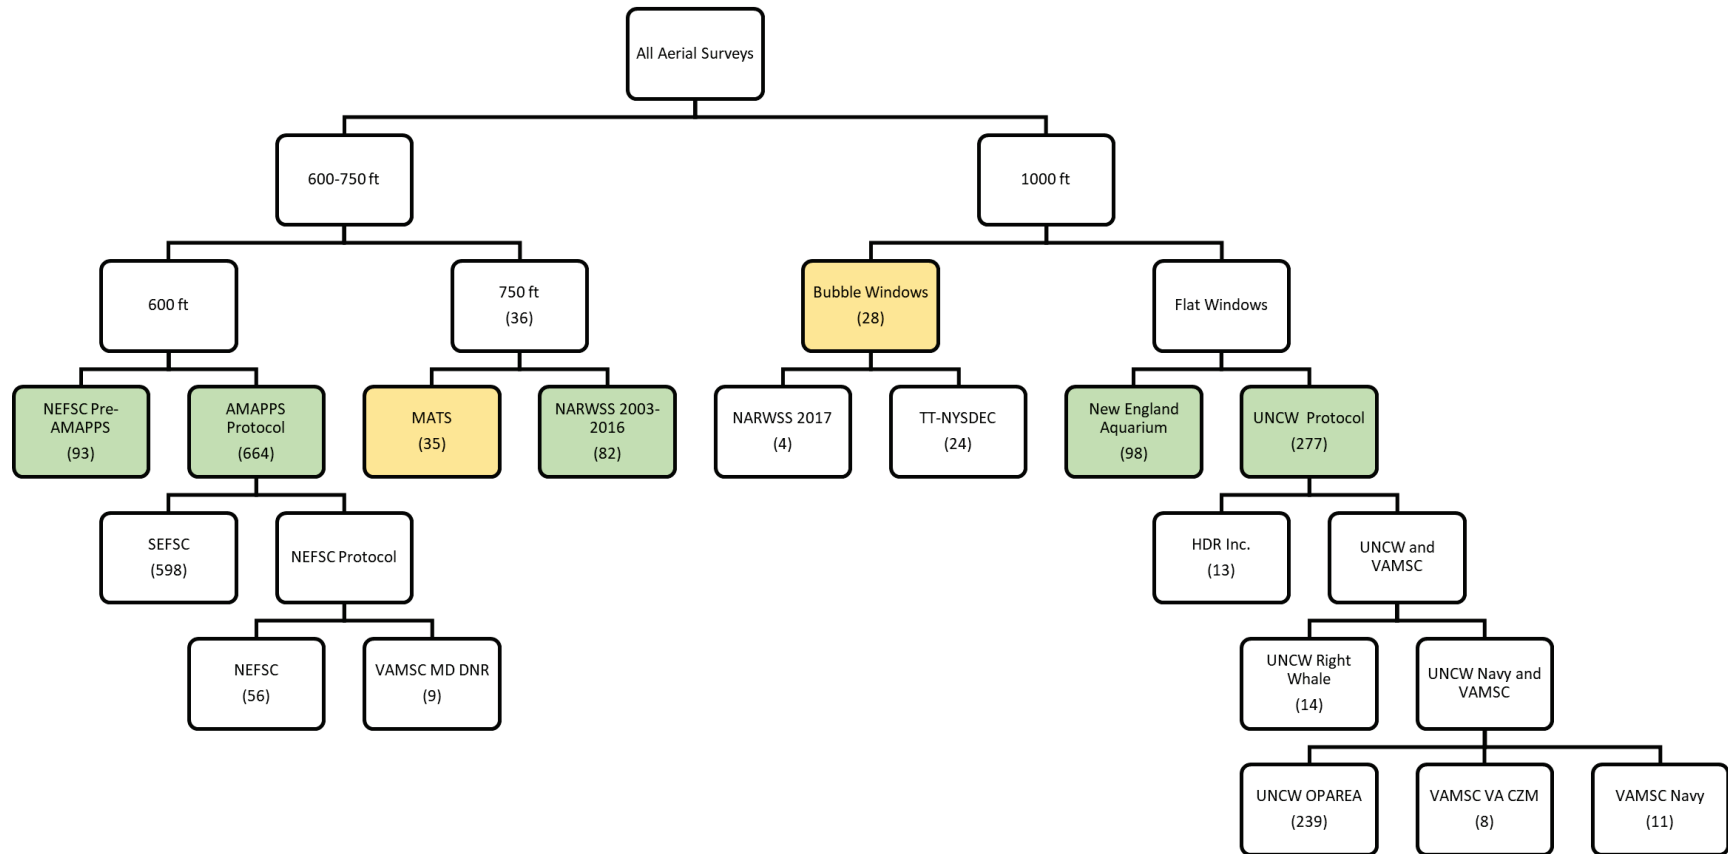 All Aerial Surveys
600-750 ft
1000 ft
600 ft
750 ft
(36)
Bubble Windows
(28)
Flat Windows
NEFSC Pre-
AMAPPS
(93)
AMAPPS
Protocol
(664)
MATS
(35)
NARWSS 2003-
2016
(82)
NARWSS 2017
(4)
TT-NYSDEC
(24)
New England
Aquarium
(98)
UNCW Protocol
(277)
SEFSC
(598)
NEFSC Protocol
HDR Inc.
(13)
UNCW and
VAMSC
NEFSC
(56)
VAMSC MD DNR
(9)
UNCW Right
Whale
(14)
UNCW Navy and
VAMSC
UNCW OPAREA
(239)
VAMSC VA CZM
(8)
VAMSC Navy
(11)